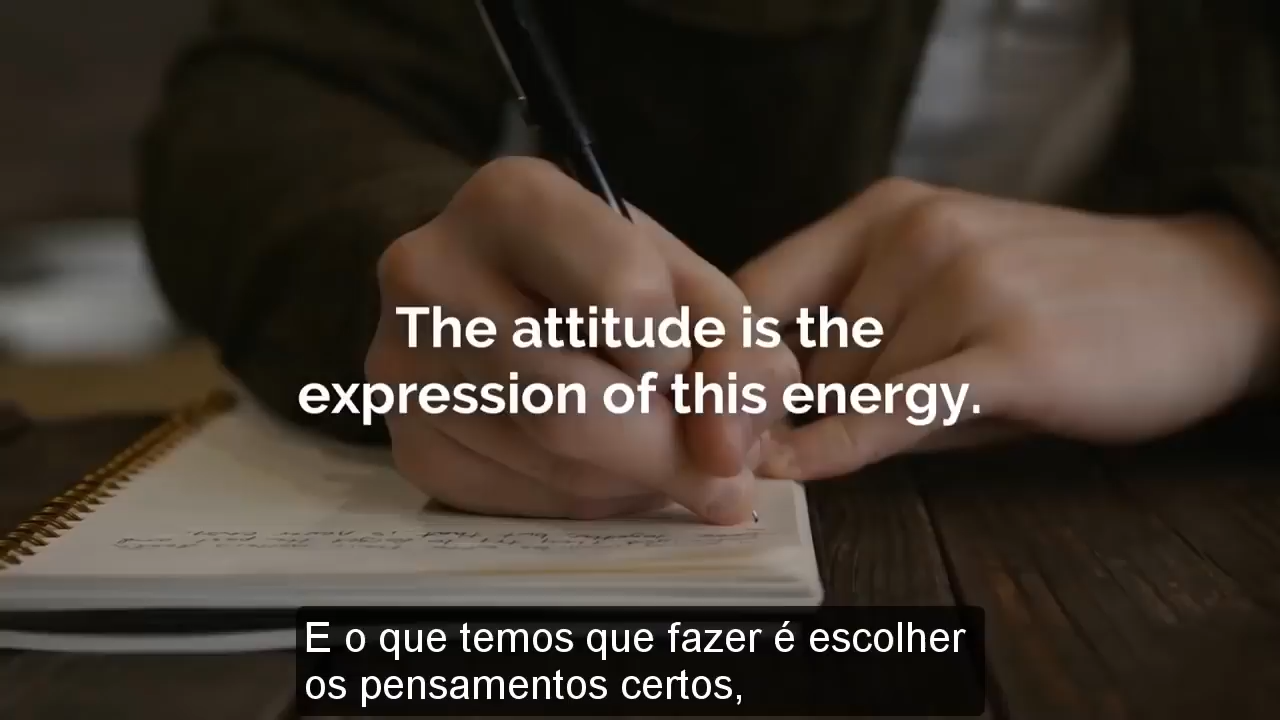 The attitude is the
expression of this energy.
E o que temos que fazer é escolher
os pensamentos certos,